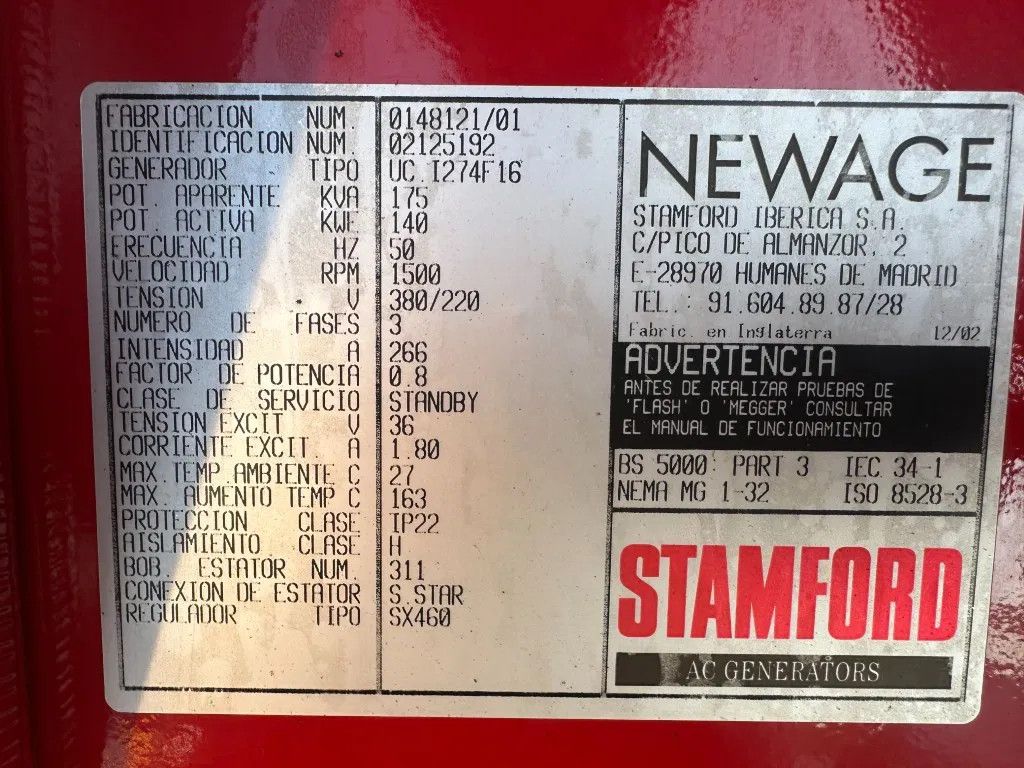 FABRICACION NUM. 0148121/01
IDENTIFICACION NUM. 02125192
GENERADOR TIPO UC.I274F16
POT. APARENTE KVA 175
POT. ACTIVA KWE 140
FRECUENCIA HZ 50
VELOCIDAD RPM 1500
TENSION V 380/220
NUMERO DE FASES 3
INTENSIDAD A 266
FACTOR DE POTENCIA 0.8
CLASE DE SERVICIO STANDBY
TENSION EXCIT V 36
CORRIENTE EXCIT. A 1.80
MAX.TEMP AMBIENTE C 27
MAX. AUMENTO TEMP C 163
PROTECCION CLASE IP22
AISLAMIENTO CLASE H
BOB. ESTATOR NUM. 311
CONEXION DE ESTATOR S.STAR
REGULADOR TIPO SX460
NEWAGE
STAMFORD IBERICA S.A.
C/PICO DE ALMANZOR, 2
E-28970 HUMANES DE MADRID
TEL.: 91.604.89.87/28
Fabric. en Inglaterra 12/02
ADVERTENCIA
ANTES DE REALIZAR PRUEBAS DE
'FLASH' O 'MEGGER' CONSULTAR
EL MANUAL DE FUNCIONAMIENTO
BS 5000: PART 3 IEC 34-1
NEMA MG 1-32 ISO 8528-3
STAMFORD
AC GENERATORS